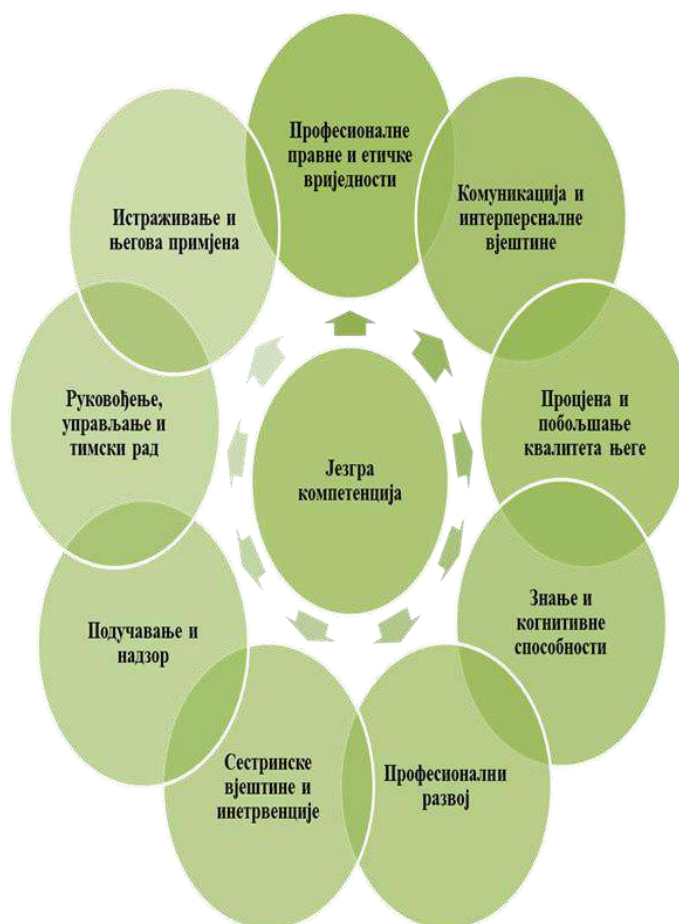 Професионалне
правне и етичке
вриједности
Комуникација и
интерперсналне
вјештине
Процјена и
побољшање
квалитета његе
Знање и
когнитивне
способности
Професионални
развој
Сестринске
вјештине и
инетрвенције
Подучавање и
надзор
Руковођење,
управљање и
тимски рад
Истраживање и
његова примјена
Језгра
компетенција